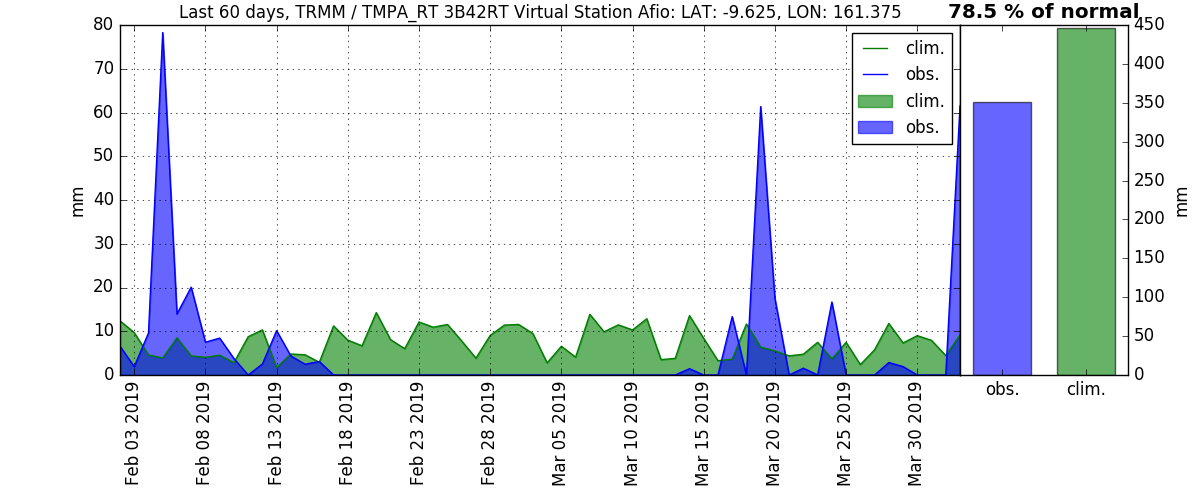 Last 60 days, TRMM / TMPA_RT 3B42RT Virtual Station Afio: LAT: -9.625, LON: 161.375
78.5 % of normal
80
70
60
50
40
30
20
10
0
mm
clim.
obs.
clim.
obs.
450
400
350
300
250
200
150
100
50
0
mm
obs.
clim.
Feb 03 2019
Feb 08 2019
Feb 13 2019
Feb 18 2019
Feb 23 2019
Feb 28 2019
Mar 05 2019
Mar 10 2019
Mar 15 2019
Mar 20 2019
Mar 25 2019
Mar 30 2019